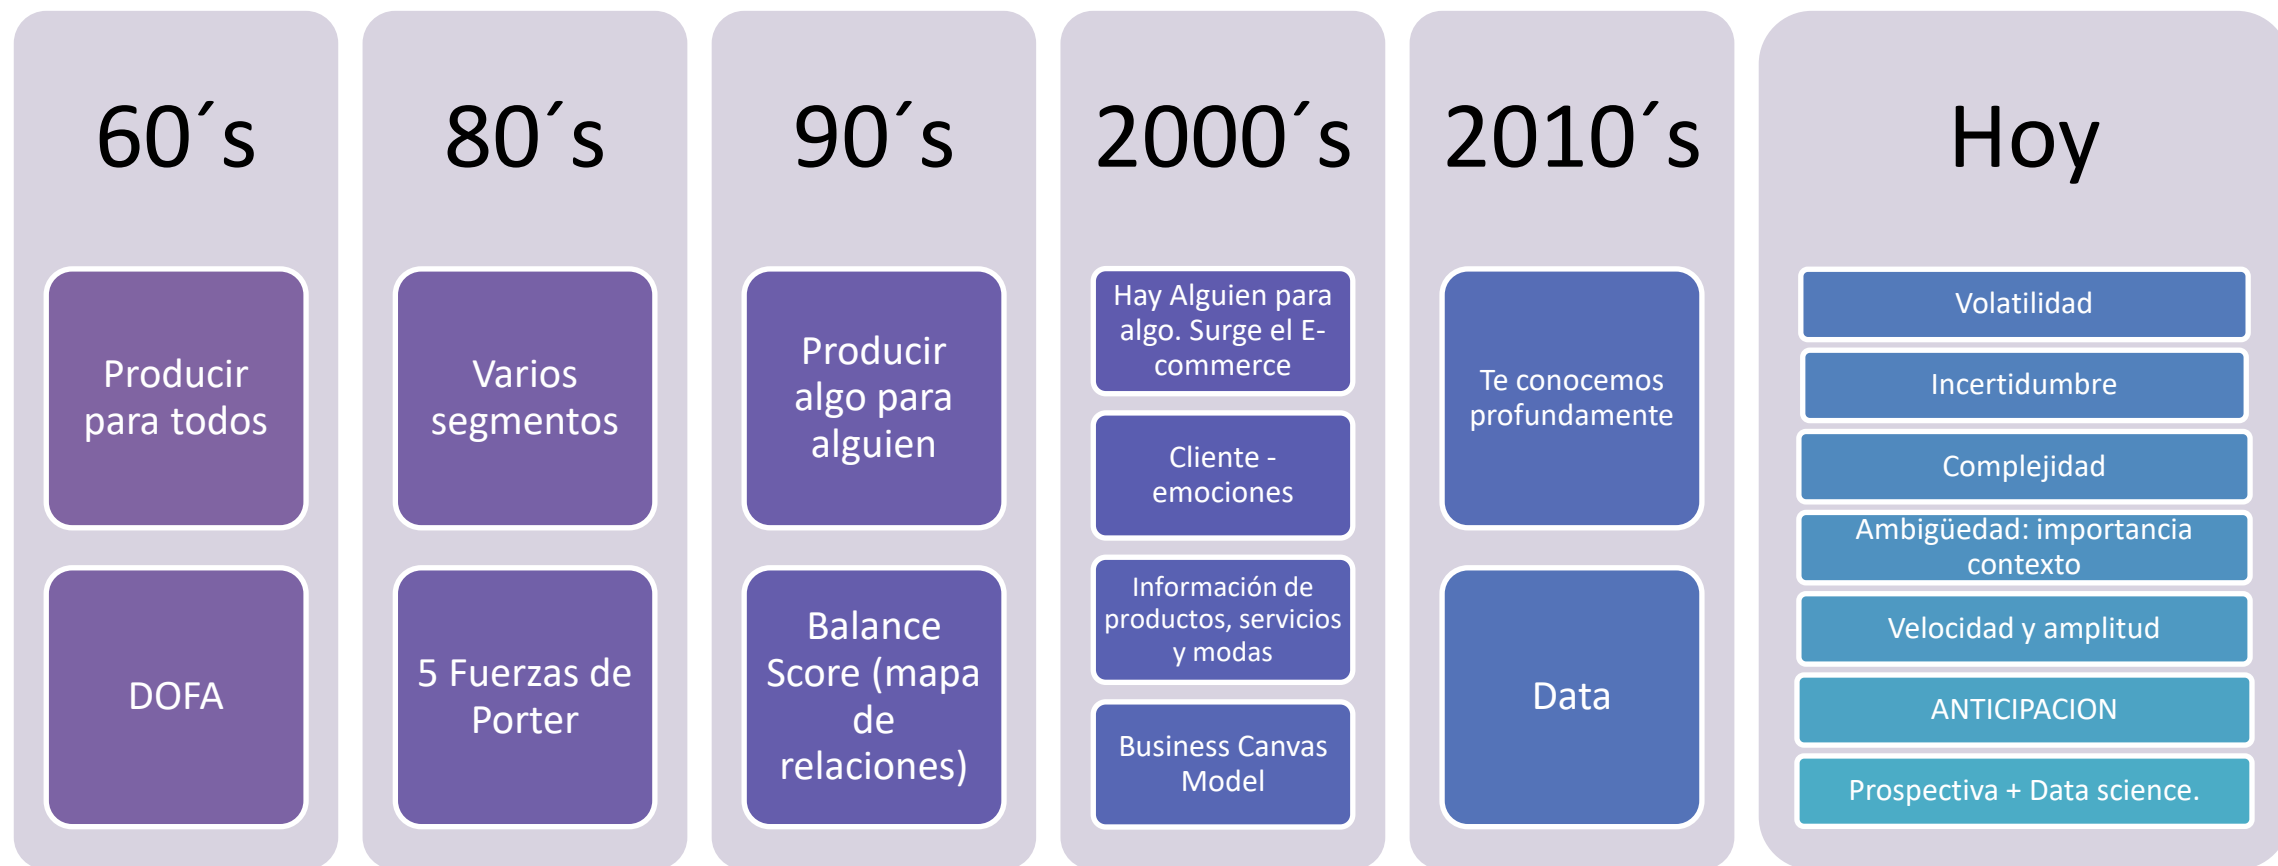 60´s
Producir
para todos
DOFA
80´s
Varios
segmentos
5 Fuerzas de
Porter
90´s
Producir
algo para
alguien
Balance
Score (mapa
de
relaciones)
2000´s
Hay Alguien para
algo. Surge el E-
commerce
Cliente -
emociones
Información de
productos, servicios
y modas
Business Canvas
Model
2010´s
Te conocemos
profundamente
Data
Hoy
Volatilidad
Incertidumbre
Complejidad
Ambigüedad: importancia
contexto
Velocidad y amplitud
ANTICIPACION
Prospectiva + Data science.